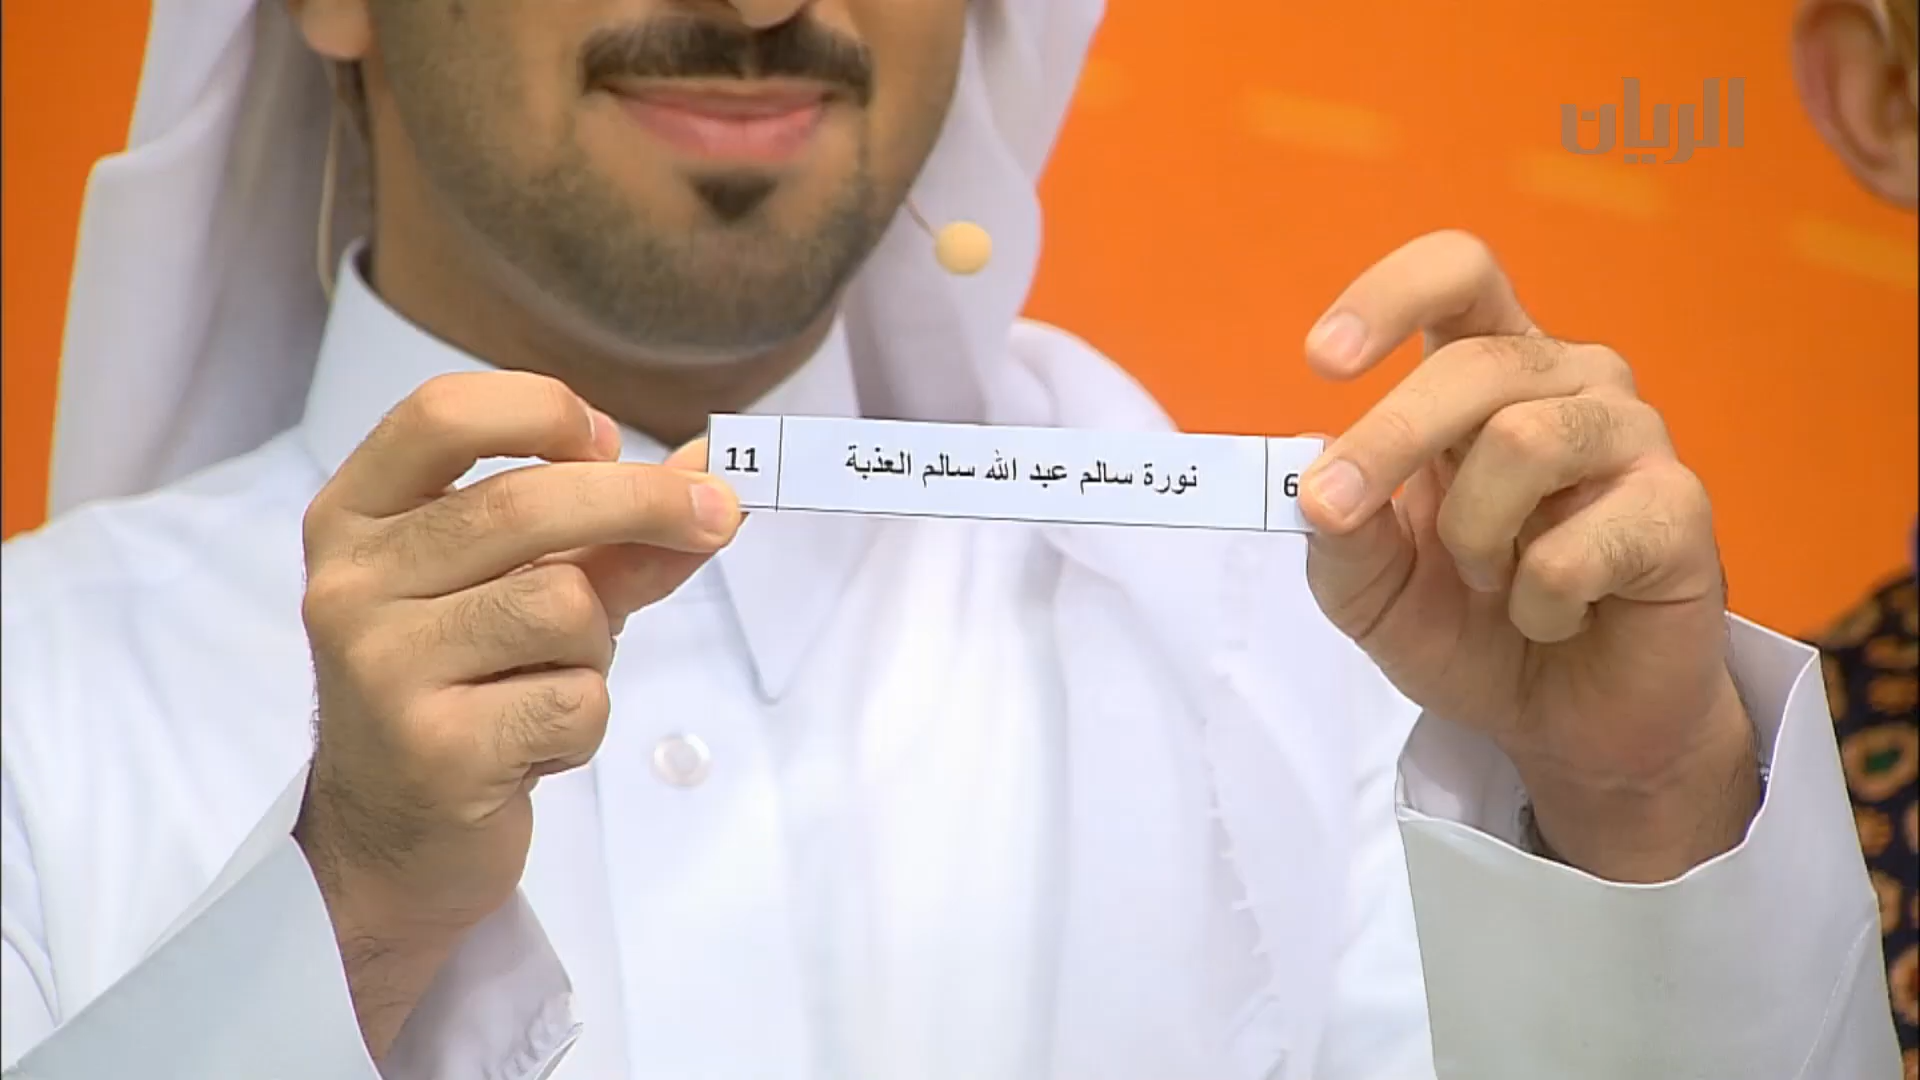 الريان
6 نورة سالم عبد الله سالم العذبة 11